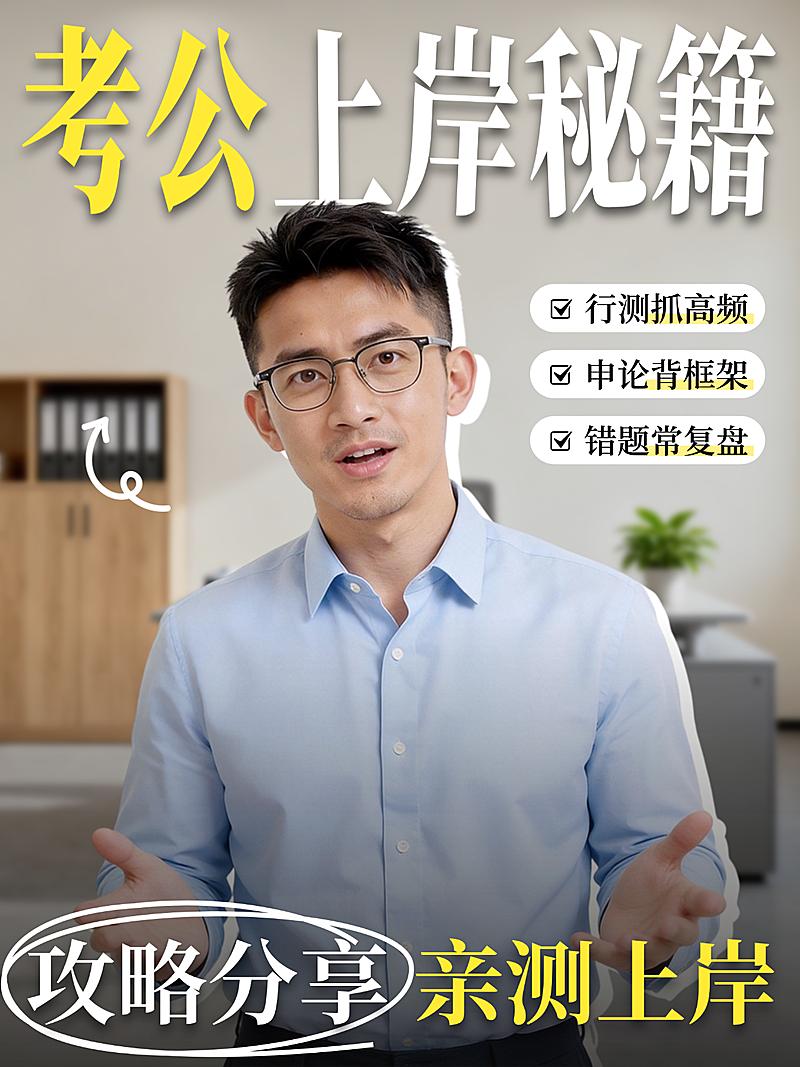 考公上岸秘籍
行测抓高频
申论背框架
错题常复盘
攻略分享 亲测上岸